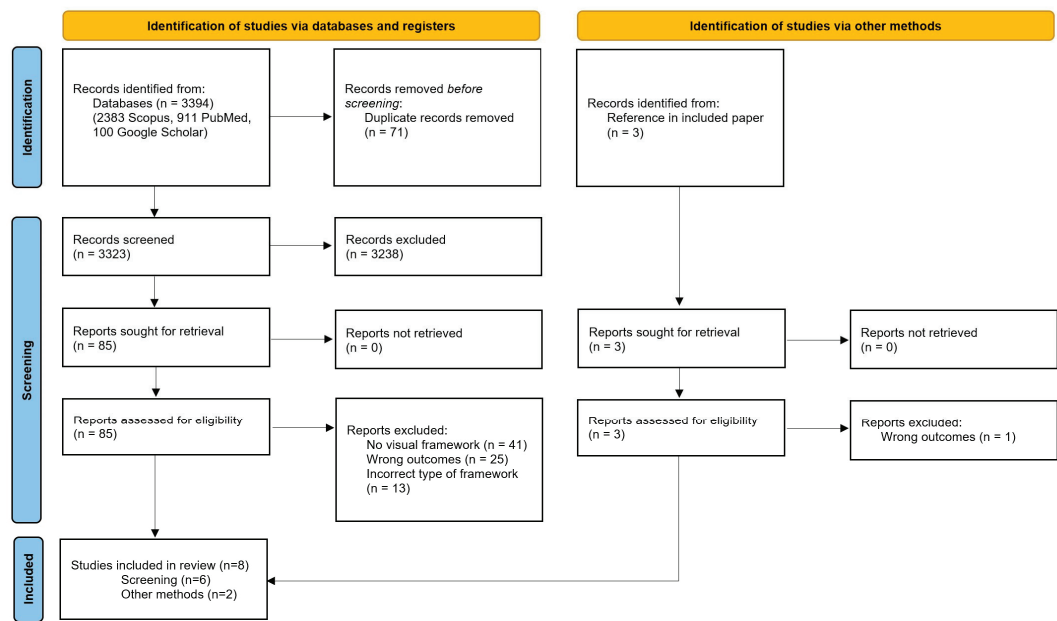 Identification of studies via databases and registers
Identification of studies via other methods
Identification
Records identified from:
Databases (n = 3394)
(2383 Scopus, 911 PubMed,
100 Google Scholar)
Records removed before
screening:
Duplicate records removed
(n = 71)
Records identified from:
Reference in included paper
(n = 3)
Screening
Records screened
(n = 3323)
Records excluded
(n = 3238)
Reports sought for retrieval
(n = 85)
Reports not retrieved
(n = 0)
Reports sought for retrieval
(n = 3)
Reports not retrieved
(n = 0)
Reports assessed for eligibility
(n = 85)
Reports excluded:
No visual framework (n = 41)
Wrong outcomes (n = 25)
Incorrect type of framework
(n = 13)
Reports assessed for eligibility
(n = 3)
Reports excluded:
Wrong outcomes (n = 1)
Included
Studies included in review (n=8)
Screening (n=6)
Other methods (n=2)